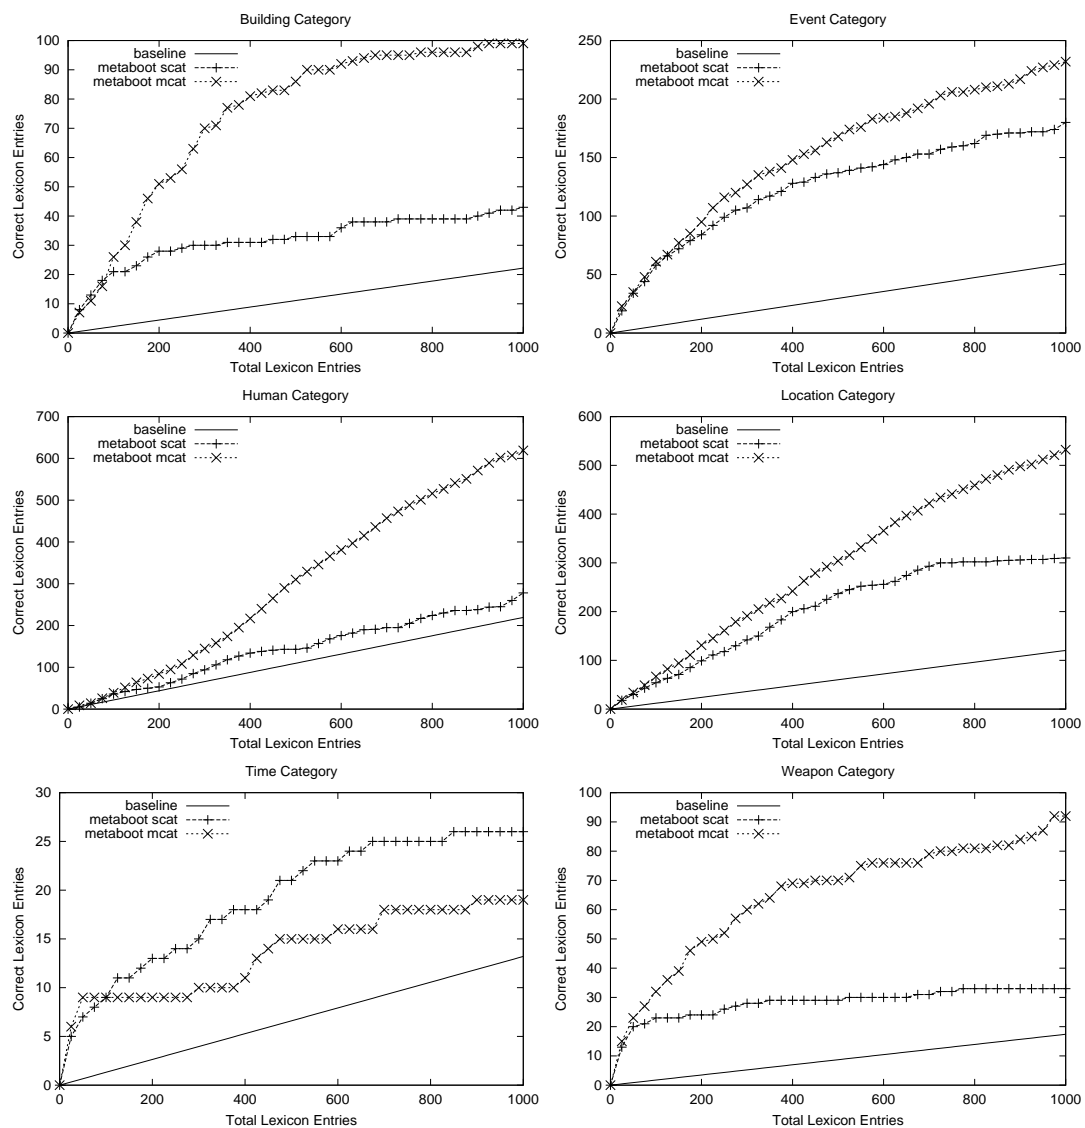 Building Category
Correct Lexicon Entries
100
90
80
70
60
50
40
30
20
10
0
baseline
metaboot scat
metaboot mcat
0 200 400 600 800 1000
Total Lexicon Entries
Event Category
Correct Lexicon Entries
250
200
150
100
50
0
baseline
metaboot scat
metaboot mcat
0 200 400 600 800 1000
Total Lexicon Entries
Human Category
Correct Lexicon Entries
700
600
500
400
300
200
100
0
baseline
metaboot scat
metaboot mcat
0 200 400 600 800 1000
Total Lexicon Entries
Location Category
Correct Lexicon Entries
600
500
400
300
200
100
0
baseline
metaboot scat
metaboot mcat
0 200 400 600 800 1000
Total Lexicon Entries
Time Category
Correct Lexicon Entries
30
25
20
15
10
5
0
baseline
metaboot scat
metaboot mcat
0 200 400 600 800 1000
Total Lexicon Entries
Weapon Category
Correct Lexicon Entries
100
90
80
70
60
50
40
30
20
10
0
baseline
metaboot scat
metaboot mcat
0 200 400 600 800 1000
Total Lexicon Entries